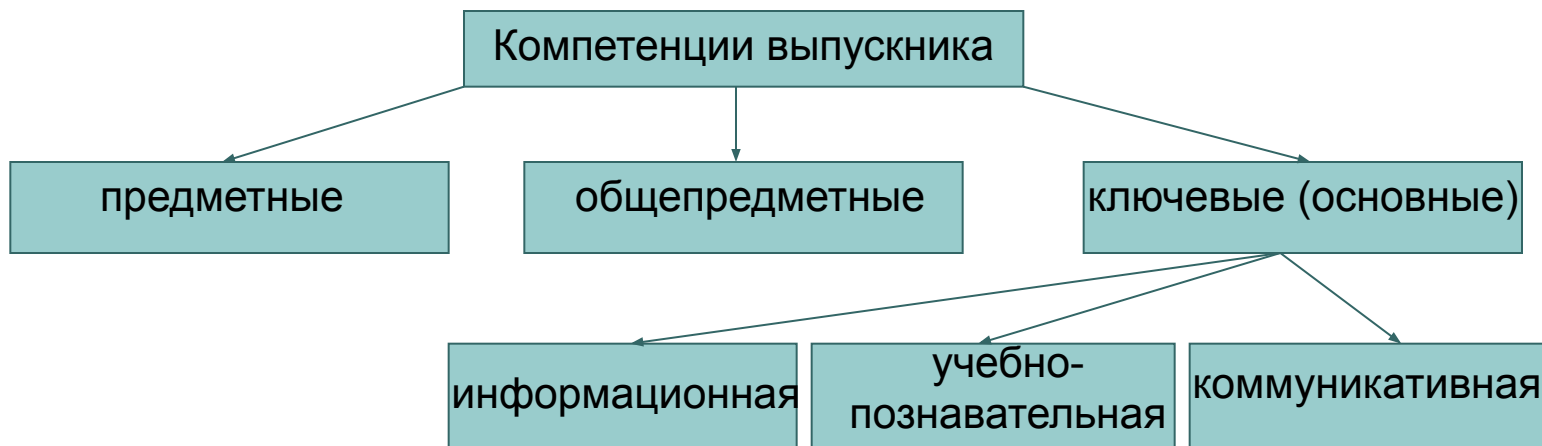 Компетенции выпускника
предметные
общепредметные
ключевые (основные)
информационная
учебно-
познавательная
коммуникативная